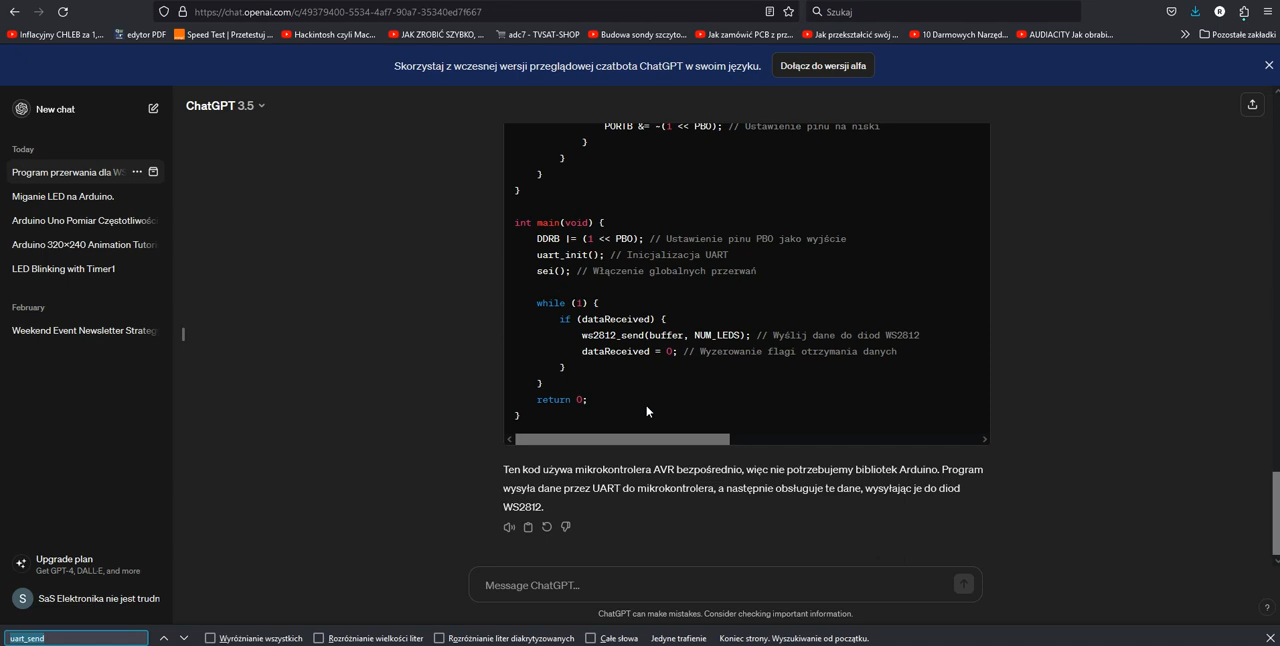 https://chat.openai.com/c/49379400-5534-4af7-90a7-35340ed7f667
Szukaj
Inflacyjny CHLEB za 1,...
edytor PDF
Speed Test | Przetestuj ...
Hackintosh czyli Mac...
JAK ZROBIĆ SZYBKO, ...
adc7 - TVSAT-SHOP
Budowa sondy szczyto...
Jak zamówić PCB z prz...
Jak przekształcić swój ...
10 Darmowych Narzęd...
AUDIACITY Jak obrabi...
Pozostałe zakładki
Skorzystaj z wczesnej wersji przeglądowej czatbota ChatGPT w swoim języku.
Dołącz do wersji alfa
New chat
ChatGPT 3.5
Today
Program przerwania dla WS
Miganie LED na Arduino.
Arduino Uno Pomiar Częstotliwości
Arduino 320×240 Animation Tutori
LED Blinking with Timer1
February
Weekend Event Newsletter Strateg
Upgrade plan
Get GPT-4, DALL·E, and more
S
SaS Elektronika nie jest trudn
PORTB &= ~(1 << PB0); // Ustawienie pinu na niski
}
}
}
}
int main(void) {
DDRB |= (1 << PB0); // Ustawienie pinu PB0 jako wyjście
uart_init(); // Inicjalizacja UART
sei(); // Włączenie globalnych przerwań
while (1) {
if (dataReceived) {
ws2812_send(buffer, NUM_LEDS); // Wyślij dane do diod WS2812
dataReceived = 0; // Wyzerowanie flagi otrzymania danych
}
}
return 0;
}
Ten kod używa mikrokontrolera AVR bezpośrednio, więc nie potrzebujemy bibliotek Arduino. Program
wysyła dane przez UART do mikrokontrolera, a następnie obsługuje te dane, wysyłając je do diod
WS2812.
Message ChatGPT...
ChatGPT can make mistakes. Consider checking important information.
?
uart_send
Wyróżnianie wszystkich
Rozróżnianie wielkości liter
Rozróżnianie liter diakrytyzowanych
Całe słowa
Jedyne trafienie
Koniec strony. Wyszukiwanie od początku.